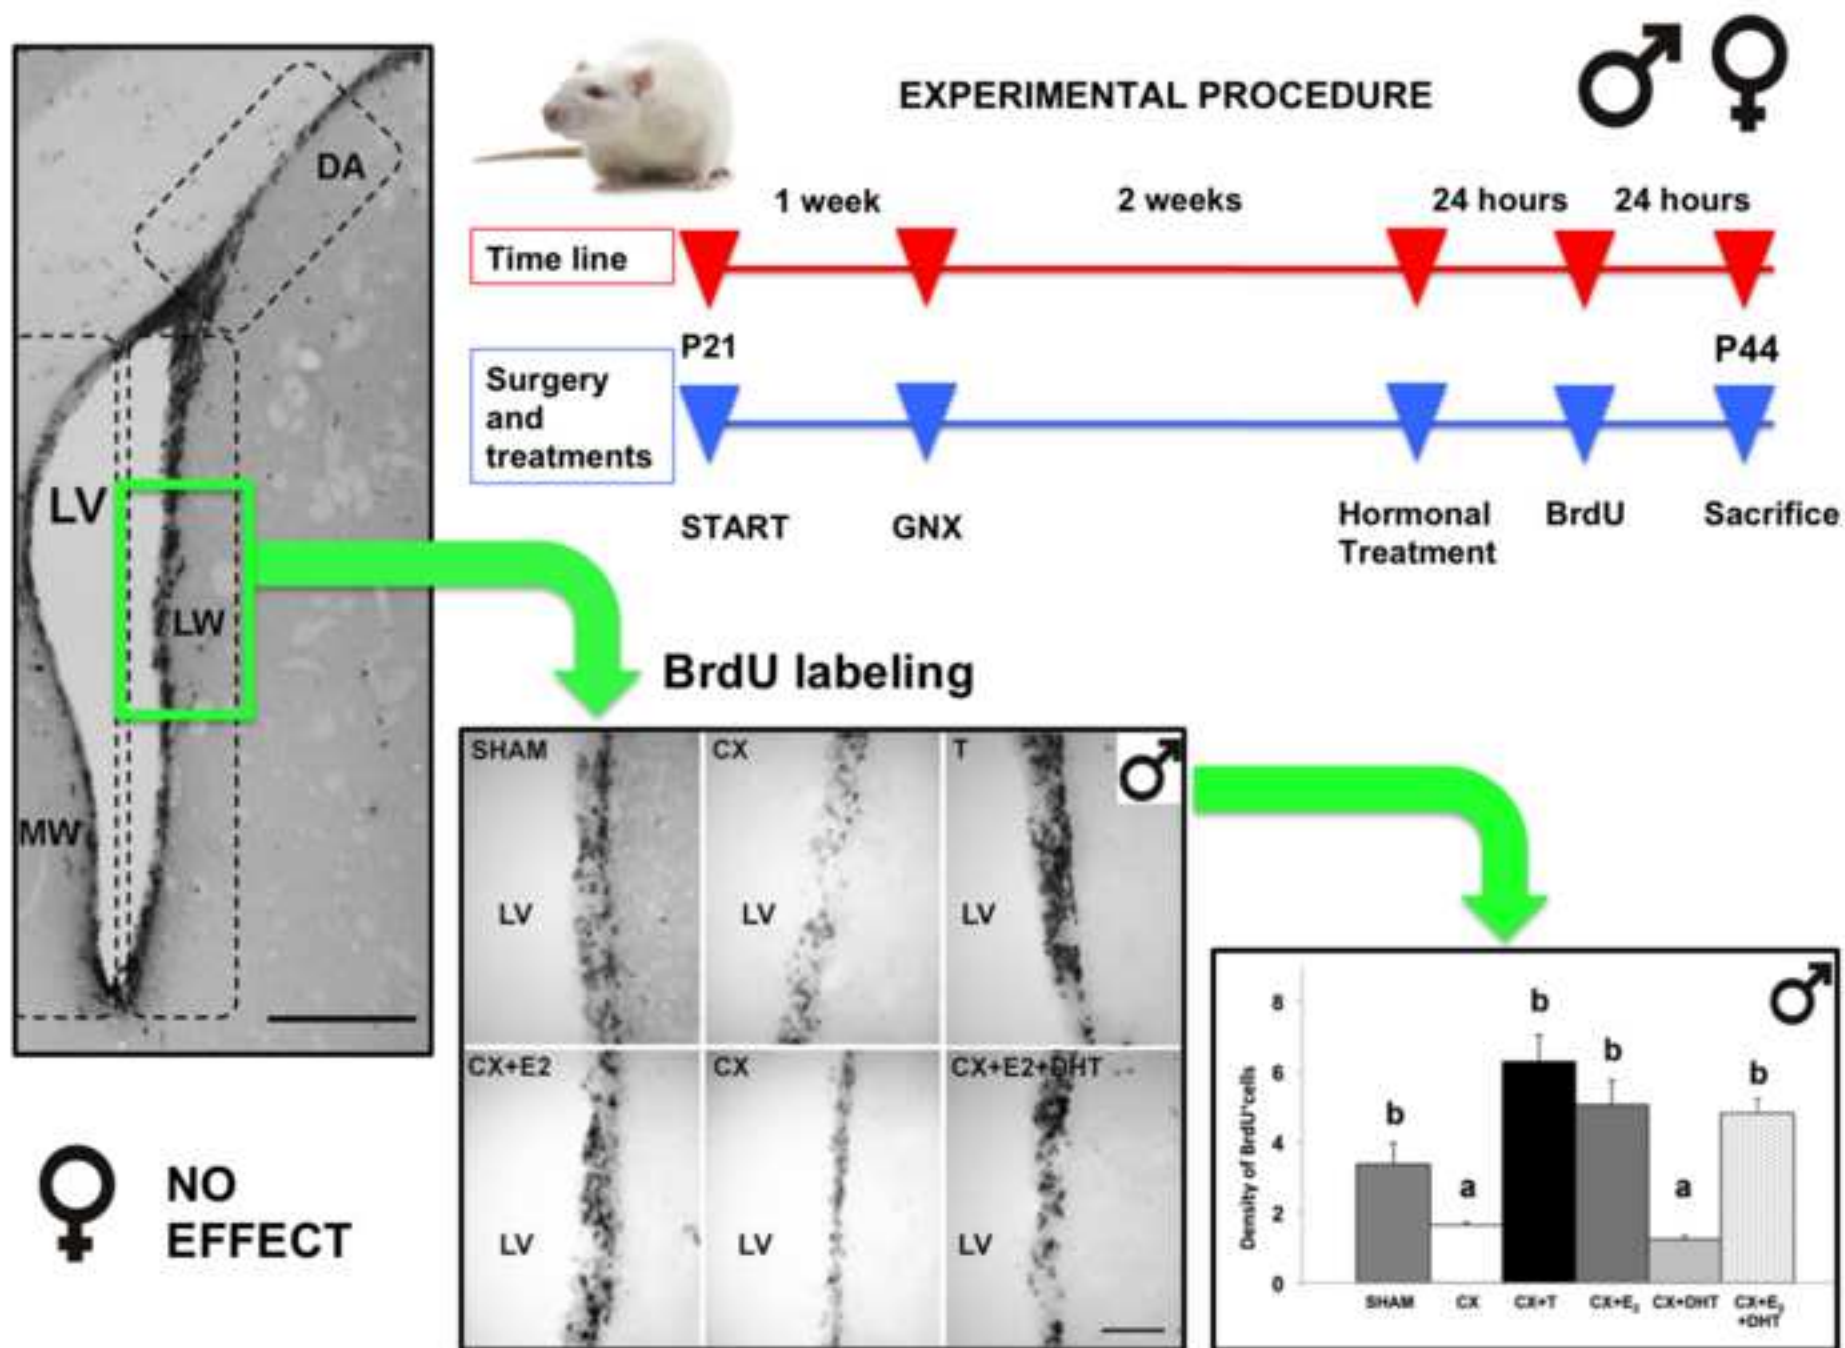 DA
LV
LW
MW
EXPERIMENTAL PROCEDURE
1 week
2 weeks
24 hours
24 hours
Time line
P21
P44
Surgery
and
treatments
START
GNX
Hormonal
Treatment
BrdU
Sacrifice
BrdU labeling
SHAM
CX
T
LV
LV
LV
CX+E2
CX
CX+E2+DHT
LV
LV
LV
NO
EFFECT
Density of BrdU⁺cells
8
6
4
2
0
b
a
b
b
a
b
SHAM
CX
CX+T
CX+E₂
CX+DHT
CX+E₂
+DHT